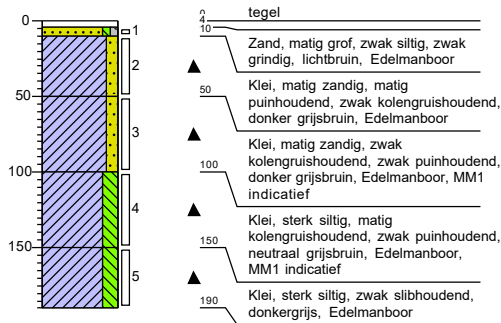 0
50
100
150
1
2
3
4
5
0
4
10
50
100
150
190
tegel
Zand, matig grof, zwak siltig, zwak
grindig, lichtbruin, Edelmanboor
Klei, matig zandig, matig
puinhoudend, zwak kolengruishoudend,
donker grijsbruin, Edelmanboor
Klei, matig zandig, zwak
kolengruishoudend, zwak puinhoudend,
donker grijsbruin, Edelmanboor, MM1
indicatief
Klei, sterk siltig, matig
kolengruishoudend, zwak puinhoudend,
neutraal grijsbruin, Edelmanboor,
MM1 indicatief
Klei, sterk siltig, zwak slibhoudend,
donkergrijs, Edelmanboor